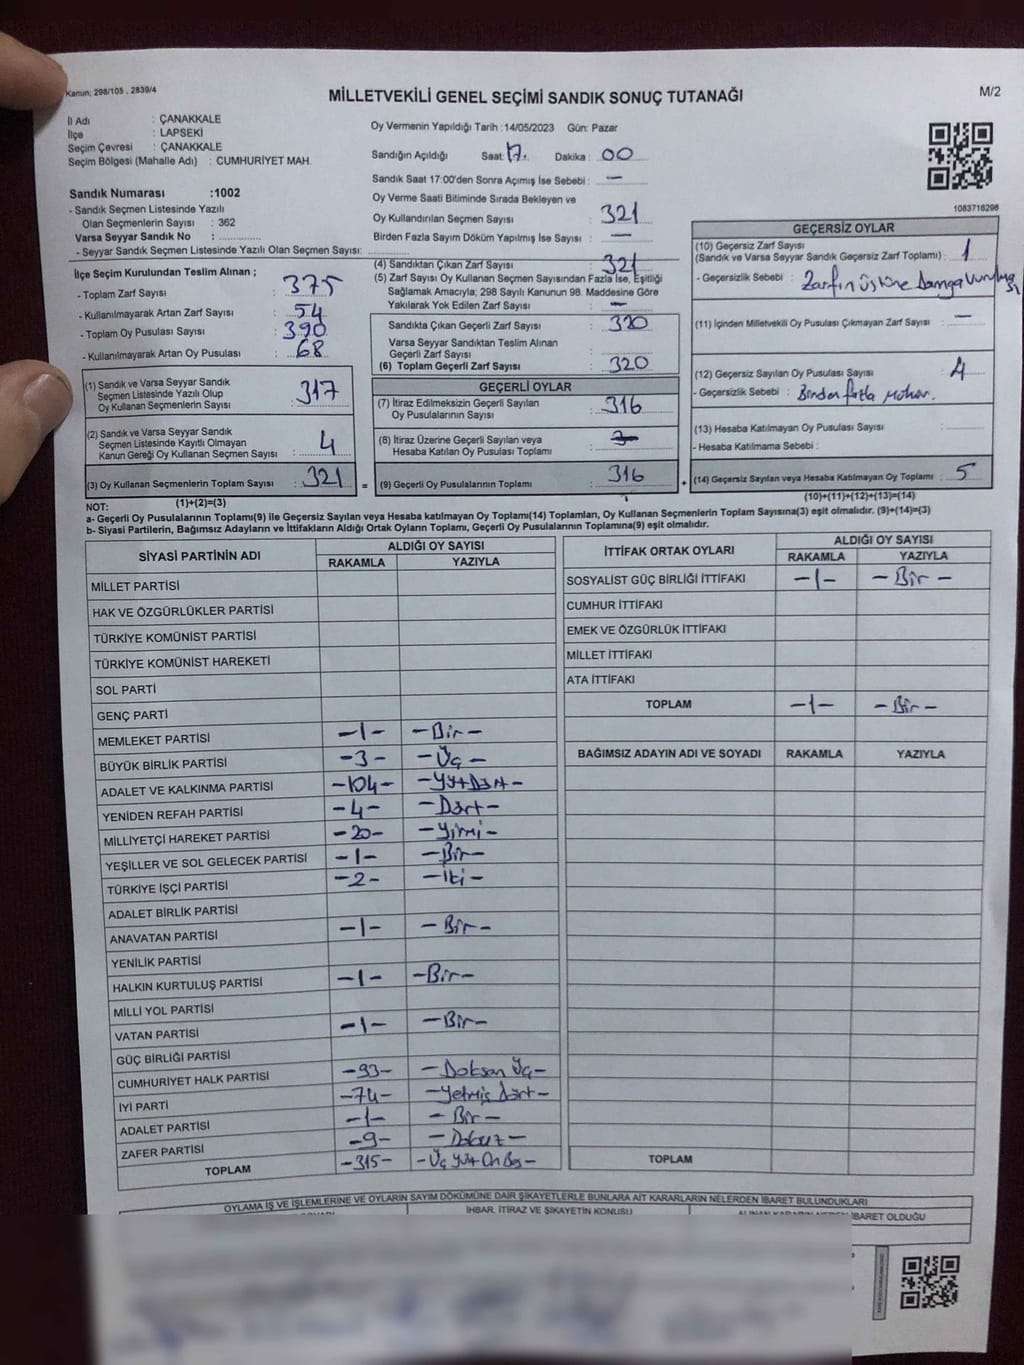 Kanun: 298/105 , 2839/4
MİLLETVEKİLİ GENEL SEÇİMİ SANDIK SONUÇ TUTANAĞI
M/2
İl Adı : ÇANAKKALE
İlçe : LAPSEKİ
Seçim Çevresi : ÇANAKKALE
Seçim Bölgesi (Mahalle Adı) : CUMHURİYET MAH.
Sandık Numarası :1002
- Sandık Seçmen Listesinde Yazılı
Olan Seçmenlerin Sayısı : 362
Varsa Seyyar Sandık No : ..............
- Seyyar Sandık Seçmen Listesinde Yazılı Olan Seçmen Sayısı: ..............
Oy Vermenin Yapıldığı Tarih :14/05/2023 Gün: Pazar
Sandığın Açıldığı Saat: 17. Dakika : 00
Sandık Saat 17:00'den Sonra Açımış İse Sebebi : —
Oy Verme Saati Bitiminde Sırada Bekleyen ve
Oy Kullandırılan Seçmen Sayısı : 321
Birden Fazla Sayım Döküm Yapılmış İse Sayısı : —
1083716298
İlçe Seçim Kurulundan Teslim Alınan ;
- Toplam Zarf Sayısı : 375
- Kullanılmayarak Artan Zarf Sayısı : 54
- Toplam Oy Pusulası Sayısı : 390
- Kullanılmayarak Artan Oy Pusulası : 68
(1) Sandık ve Varsa Seyyar Sandık
Seçmen Listesinde Yazılı Olup
Oy Kullanan Seçmenlerin Sayısı : 317
(2) Sandık ve Varsa Seyyar Sandık
Seçmen Listesinde Kayıtlı Olmayan
Kanun Gereği Oy Kullanan Seçmen Sayısı : 4
(3) Oy Kullanan Seçmenlerin Toplam Sayısı : 321 =
(1)+(2)=(3)
(4) Sandıktan Çıkan Zarf Sayısı : 321
(5) Zarf Sayısı Oy Kullanan Seçmen Sayısından Fazla İse, Eşitliği
Sağlamak Amacıyla; 298 Sayılı Kanunun 98. Maddesine Göre
Yakılarak Yok Edilen Zarf Sayısı : —
Sandıkta Çıkan Geçerli Zarf Sayısı : 320
Varsa Seyyar Sandıktan Teslim Alınan
Geçerli Zarf Sayısı :
(6) Toplam Geçerli Zarf Sayısı : 320
GEÇERLİ OYLAR
(7) İtiraz Edilmeksizin Geçerli Sayılan
Oy Pusulalarının Sayısı : 316
(8) İtiraz Üzerine Geçerli Sayılan veya
Hesaba Katılan Oy Pusulası Toplamı :
(9) Geçerli Oy Pusulalarının Toplamı : 316 +
GEÇERSİZ OYLAR
(10) Geçersiz Zarf Sayısı
(Sandık ve Varsa Seyyar Sandık Geçersiz Zarf Toplamı) : 1
- Geçersizlik Sebebi : Zarfın üstüne Damga
(11) İçinden Milletvekili Oy Pusulası Çıkmayan Zarf Sayısı : —
(12) Geçersiz Sayılan Oy Pusulası Sayısı : 4
- Geçersizlik Sebebi : Birden fazla Mühür.
(13) Hesaba Katılmayan Oy Pusulası Sayısı :
- Hesaba Katılmama Sebebi :
(14) Geçersiz Sayılan veya Hesaba Katılmayan Oy Toplamı : 5
(10)+(11)+(12)+(13)=(14)
NOT:
a- Geçerli Oy Pusulalarının Toplamı(9) ile Geçersiz Sayılan veya Hesaba katılmayan Oy Toplamı(14) Toplamları, Oy Kullanan Seçmenlerin Toplam Sayısına(3) eşit olmalıdır. (9)+(14)=(3)
b- Siyasi Partilerin, Bağımsız Adayların ve İttifakların Aldığı Ortak Oyların Toplamı, Geçerli Oy Pusulalarının Toplamına(9) eşit olmalıdır.
SİYASİ PARTİNİN ADI
ALDIĞI OY SAYISI
RAKAMLA YAZIYLA
MİLLET PARTİSİ
HAK VE ÖZGÜRLÜKLER PARTİSİ
TÜRKİYE KOMÜNİST PARTİSİ
TÜRKİYE KOMÜNİST HAREKETİ
SOL PARTİ
GENÇ PARTİ
MEMLEKET PARTİSİ -1- -Bir-
BÜYÜK BİRLİK PARTİSİ -3- -Üç-
ADALET VE KALKINMA PARTİSİ -104- -Yüz Dört-
YENİDEN REFAH PARTİSİ -4- -Dört-
MİLLİYETÇİ HAREKET PARTİSİ -20- -Yirmi-
YEŞİLLER VE SOL GELECEK PARTİSİ -1- -Bir-
TÜRKİYE İŞÇİ PARTİSİ -2- -İki-
ADALET BİRLİK PARTİSİ
ANAVATAN PARTİSİ -1- -Bir-
YENİLİK PARTİSİ
HALKIN KURTULUŞ PARTİSİ -1- -Bir-
MİLLİ YOL PARTİSİ
VATAN PARTİSİ -1- -Bir-
GÜÇ BİRLİĞİ PARTİSİ
CUMHURİYET HALK PARTİSİ -93- -Doksan Üç-
İYİ PARTİ -74- -Yetmiş Dört-
ADALET PARTİSİ -1- -Bir-
ZAFER PARTİSİ -9- -Dokuz-
TOPLAM -315- -Üç Yüz On Beş-
İTTİFAK ORTAK OYLARI
ALDIĞI OY SAYISI
RAKAMLA YAZIYLA
SOSYALİST GÜÇ BİRLİĞİ İTTİFAKI -1- -Bir-
CUMHUR İTTİFAKI
EMEK VE ÖZGÜRLÜK İTTİFAKI
MİLLET İTTİFAKI
ATA İTTİFAKI
TOPLAM -1- -Bir-
BAĞIMSIZ ADAYIN ADI VE SOYADI RAKAMLA YAZIYLA
TOPLAM
OYLAMA İŞ VE İŞLEMLERİNE VE OYLARIN SAYIM DÖKÜMÜNE DAİR ŞİKAYETLERLE BUNLARA AİT KARARLARIN NELERDEN İBARET BULUNDUKLARI
İHBAR, İTİRAZ VE ŞİKAYETİN KONUSU
İBARET OLDUĞU